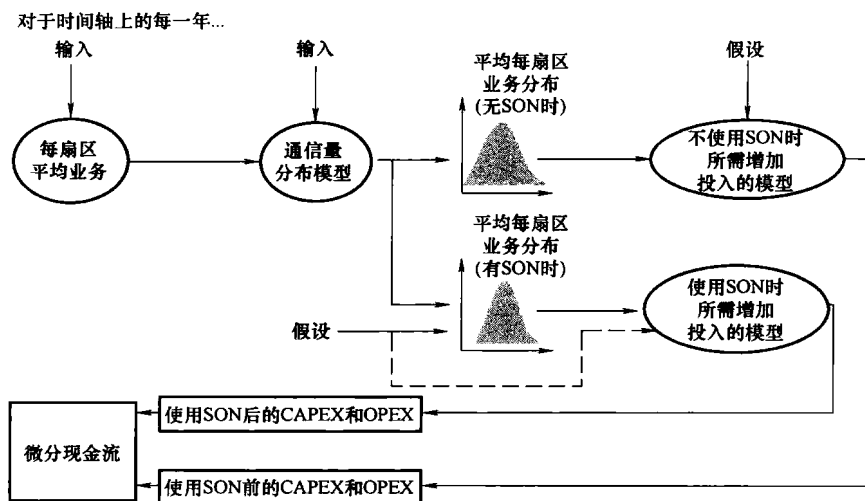 对于时间轴上的每一年...
输入
输入
假设
平均每扇区
业务分布
(无SON时)
每扇区
平均业务
通信量
分布模型
不使用SON时
所需增加
投入的模型
平均每扇区
业务分布
(有SON时)
使用SON时
所需增加
投入的模型
假设
使用SON后的CAPEX和OPEX
微分现金流
使用SON前的CAPEX和OPEX